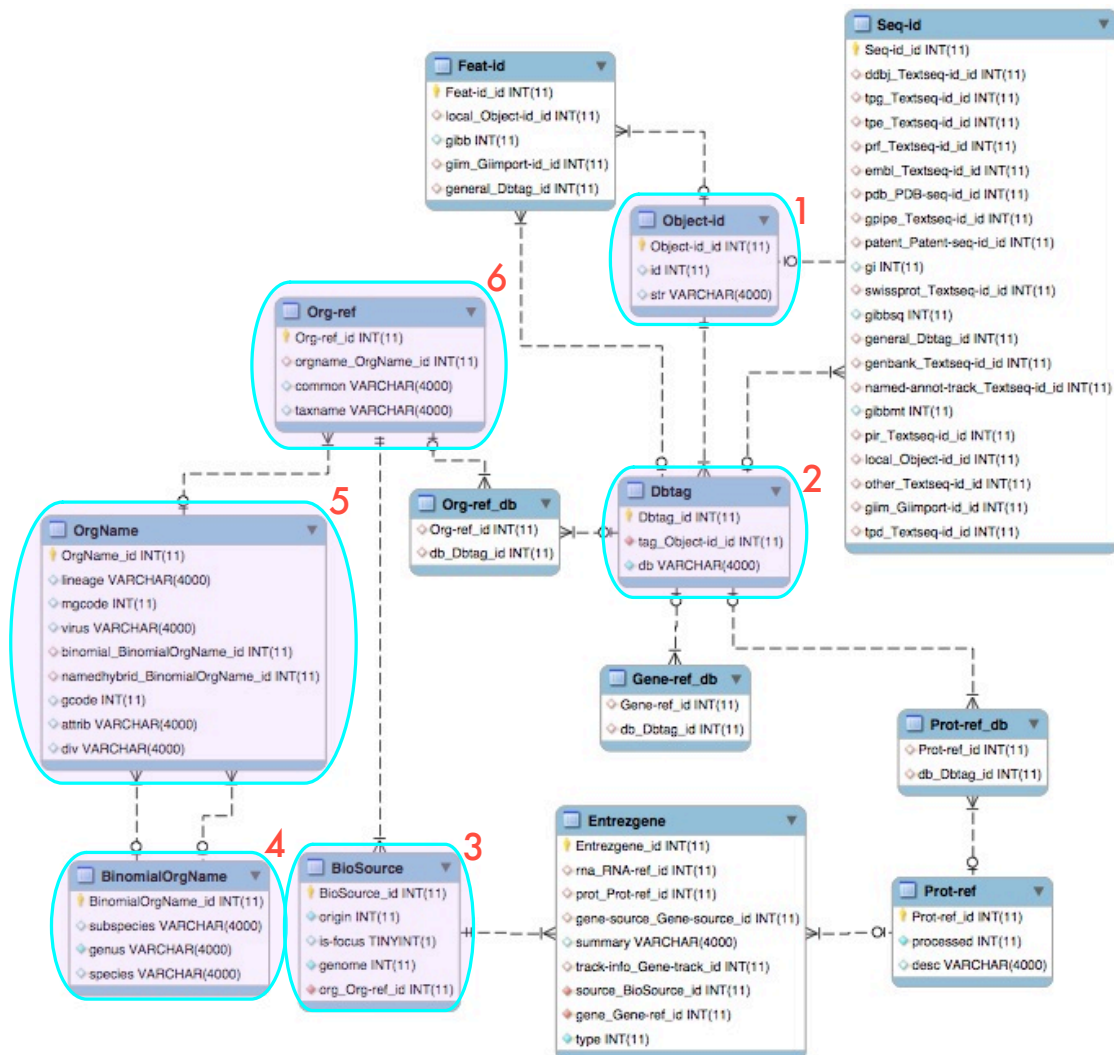 Seq-id
Seq-id_id INT(11)
ddbj_Textseq-id_id INT(11)
tpg_Textseq-id_id INT(11)
tpe_Textseq-id_id INT(11)
prf_Textseq-id_id INT(11)
embl_Textseq-id_id INT(11)
pdb_PDB-seq-id_id INT(11)
gpipe_Textseq-id_id INT(11)
patent_Patent-seq-id_id INT(11)
gi INT(11)
swissprot_Textseq-id_id INT(11)
gibbsq INT(11)
general_Dbtag_id INT(11)
genbank_Textseq-id_id INT(11)
named-annot-track_Textseq-id_id INT(11)
gibbmt INT(11)
pir_Textseq-id_id INT(11)
local_Object-id_id INT(11)
other_Textseq-id_id INT(11)
giim_Giimport-id_id INT(11)
tpd_Textseq-id_id INT(11)
Feat-id
Feat-id_id INT(11)
local_Object-id_id INT(11)
gibb INT(11)
giim_Giimport-id_id INT(11)
general_Dbtag_id INT(11)
1
Object-id
Object-id_id INT(11)
id INT(11)
str VARCHAR(4000)
6
Org-ref
Org-ref_id INT(11)
orgname_OrgName_id INT(11)
common VARCHAR(4000)
taxname VARCHAR(4000)
2
Dbtag
Dbtag_id INT(11)
tag_Object-id_id INT(11)
db VARCHAR(4000)
Org-ref_db
Org-ref_id INT(11)
db_Dbtag_id INT(11)
5
OrgName
OrgName_id INT(11)
lineage VARCHAR(4000)
mgcode INT(11)
virus VARCHAR(4000)
binomial_BinomialOrgName_id INT(11)
namedhybrid_BinomialOrgName_id INT(11)
gcode INT(11)
attrib VARCHAR(4000)
div VARCHAR(4000)
Gene-ref_db
Gene-ref_id INT(11)
db_Dbtag_id INT(11)
Prot-ref_db
Prot-ref_id INT(11)
db_Dbtag_id INT(11)
4
BinomialOrgName
BinomialOrgName_id INT(11)
subspecies VARCHAR(4000)
genus VARCHAR(4000)
species VARCHAR(4000)
3
BioSource
BioSource_id INT(11)
origin INT(11)
is-focus TINYINT(1)
genome INT(11)
org_Org-ref_id INT(11)
Entrezgene
Entrezgene_id INT(11)
rna_RNA-ref_id INT(11)
prot_Prot-ref_id INT(11)
gene-source_Gene-source_id INT(11)
summary VARCHAR(4000)
track-info_Gene-track_id INT(11)
source_BioSource_id INT(11)
gene_Gene-ref_id INT(11)
type INT(11)
Prot-ref
Prot-ref_id INT(11)
processed INT(11)
desc VARCHAR(4000)